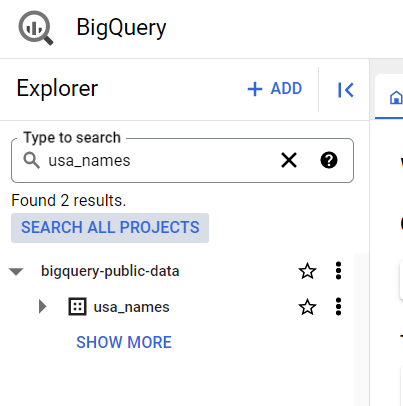 BigQuery
Explorer
+ ADD
Type to search
usa_names
Found 2 results.
SEARCH ALL PROJECTS
bigquery-public-data
usa_names
SHOW MORE